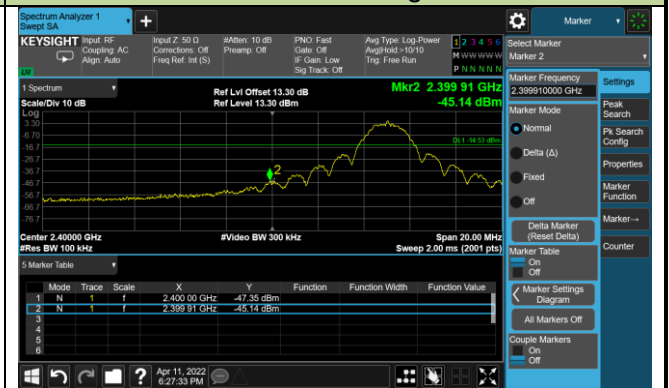 Spectrum Analyzer 1
Swept SA
Marker
KEYSIGHT
Input: RF
Coupling: AC
Align: Auto
Input Z: 50 Ω
Corrections: Off
Freq Ref: Int (S)
#Atten: 10 dB
Preamp: Off
PNO: Fast
Gate: Off
IF Gain: Low
Sig Track: Off
Avg Type: Log-Power
Avg|Hold:>10/10
Trig: Free Run
1 2 3 4 5 6
M W W W W W
P N N N N N
LXI
Select Marker
Marker 2
1 Spectrum
Scale/Div 10 dB
Log
Ref Lvl Offset 13.30 dB
Ref Level 13.30 dBm
Mkr2 2.399 91 GHz
-45.14 dBm
3.30
-6.70
-16.7
-26.7
-36.7
-46.7
-56.7
-66.7
-76.7
DL1 -14.53 dBm
2
Center 2.40000 GHz
#Res BW 100 kHz
#Video BW 300 kHz
Span 20.00 MHz
Sweep 2.00 ms (2001 pts)
5 Marker Table
Mode Trace Scale X Y Function Function Width Function Value
1 N 1 f 2.400 00 GHz -47.35 dBm
2 N 1 f 2.399 91 GHz -45.14 dBm
3
4
5
6
Marker Frequency
2.399910000 GHz
Marker Mode
Normal
Delta (Δ)
Fixed
Off
Delta Marker
(Reset Delta)
Marker Table
On
Off
Marker Settings
Diagram
All Markers Off
Couple Markers
On
Off
Settings
Peak
Search
Pk Search
Config
Properties
Marker
Function
Marker→
Counter
Apr 11, 2022
6:27:33 PM